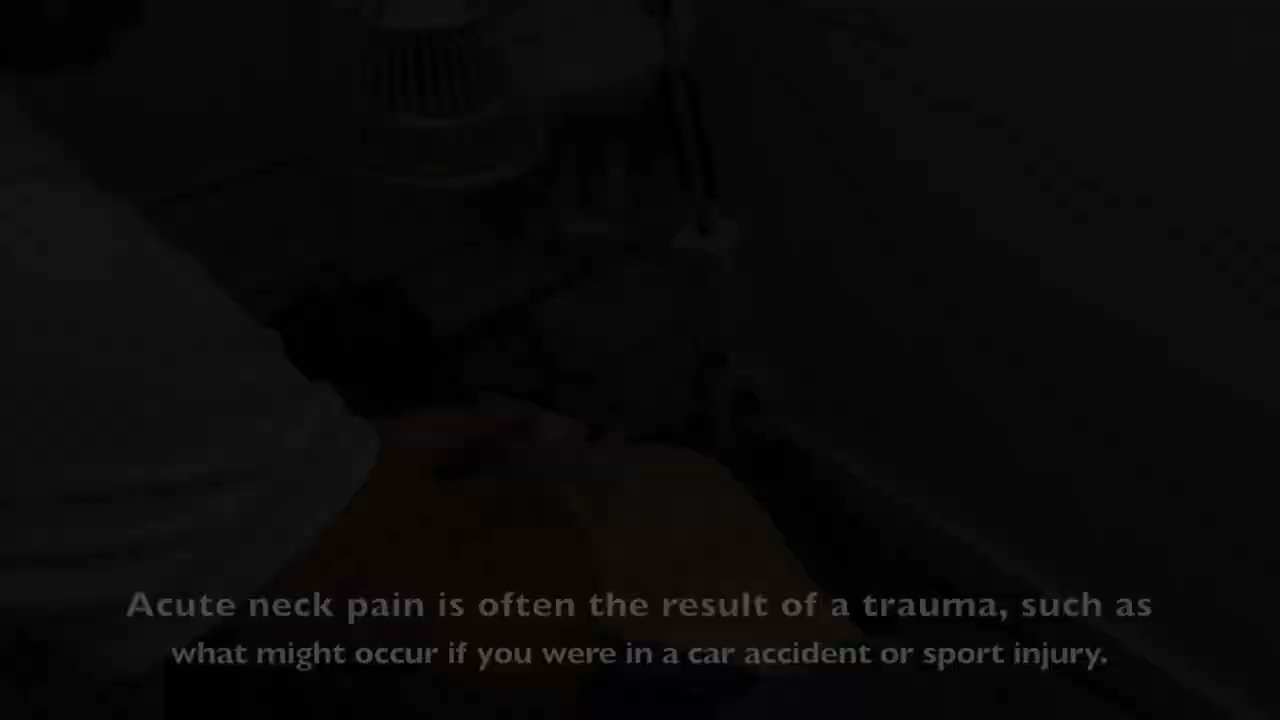 Acute neck pain is often the result of a trauma, such as
what might occur if you were in a car accident or sport injury.